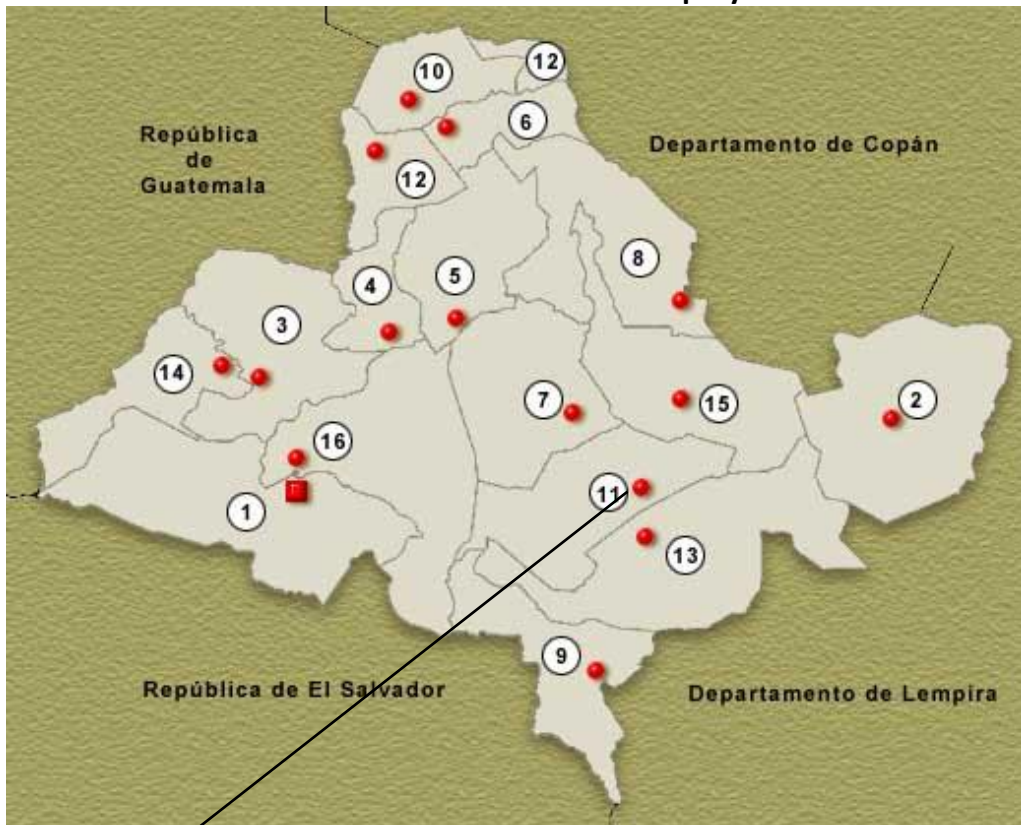 10
12
6
República
de
Guatemala
Departamento de Copán
12
8
5
4
3
14
7
15
2
16
11
1
13
9
República de El Salvador
Departamento de Lempira